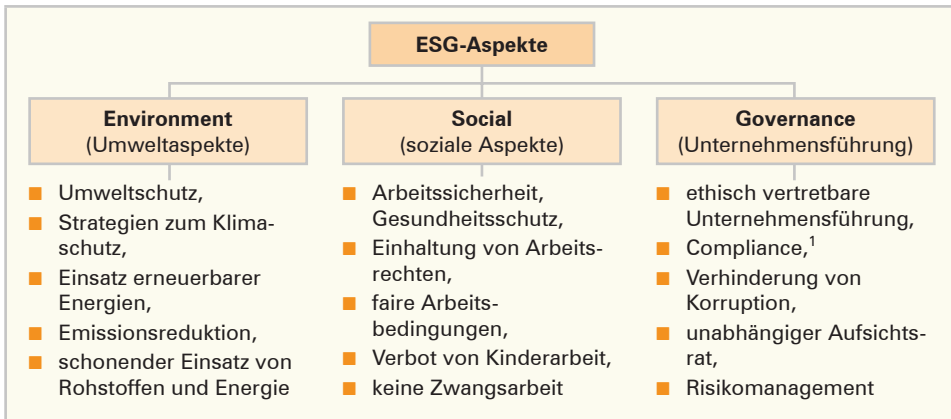 ESG-Aspekte
Environment
(Umweltaspekte)
■ Umweltschutz,
■ Strategien zum Klima-
schutz,
■ Einsatz erneuerbarer
Energien,
■ Emissionsreduktion,
■ schonender Einsatz von
Rohstoffen und Energie
Social
(soziale Aspekte)
■ Arbeitssicherheit,
Gesundheitsschutz,
■ Einhaltung von Arbeits-
rechten,
■ faire Arbeits-
bedingungen,
■ Verbot von Kinderarbeit,
■ keine Zwangsarbeit
Governance
(Unternehmensführung)
■ ethisch vertretbare
Unternehmensführung,
■ Compliance,¹
■ Verhinderung von
Korruption,
■ unabhängiger Aufsichts-
rat,
■ Risikomanagement